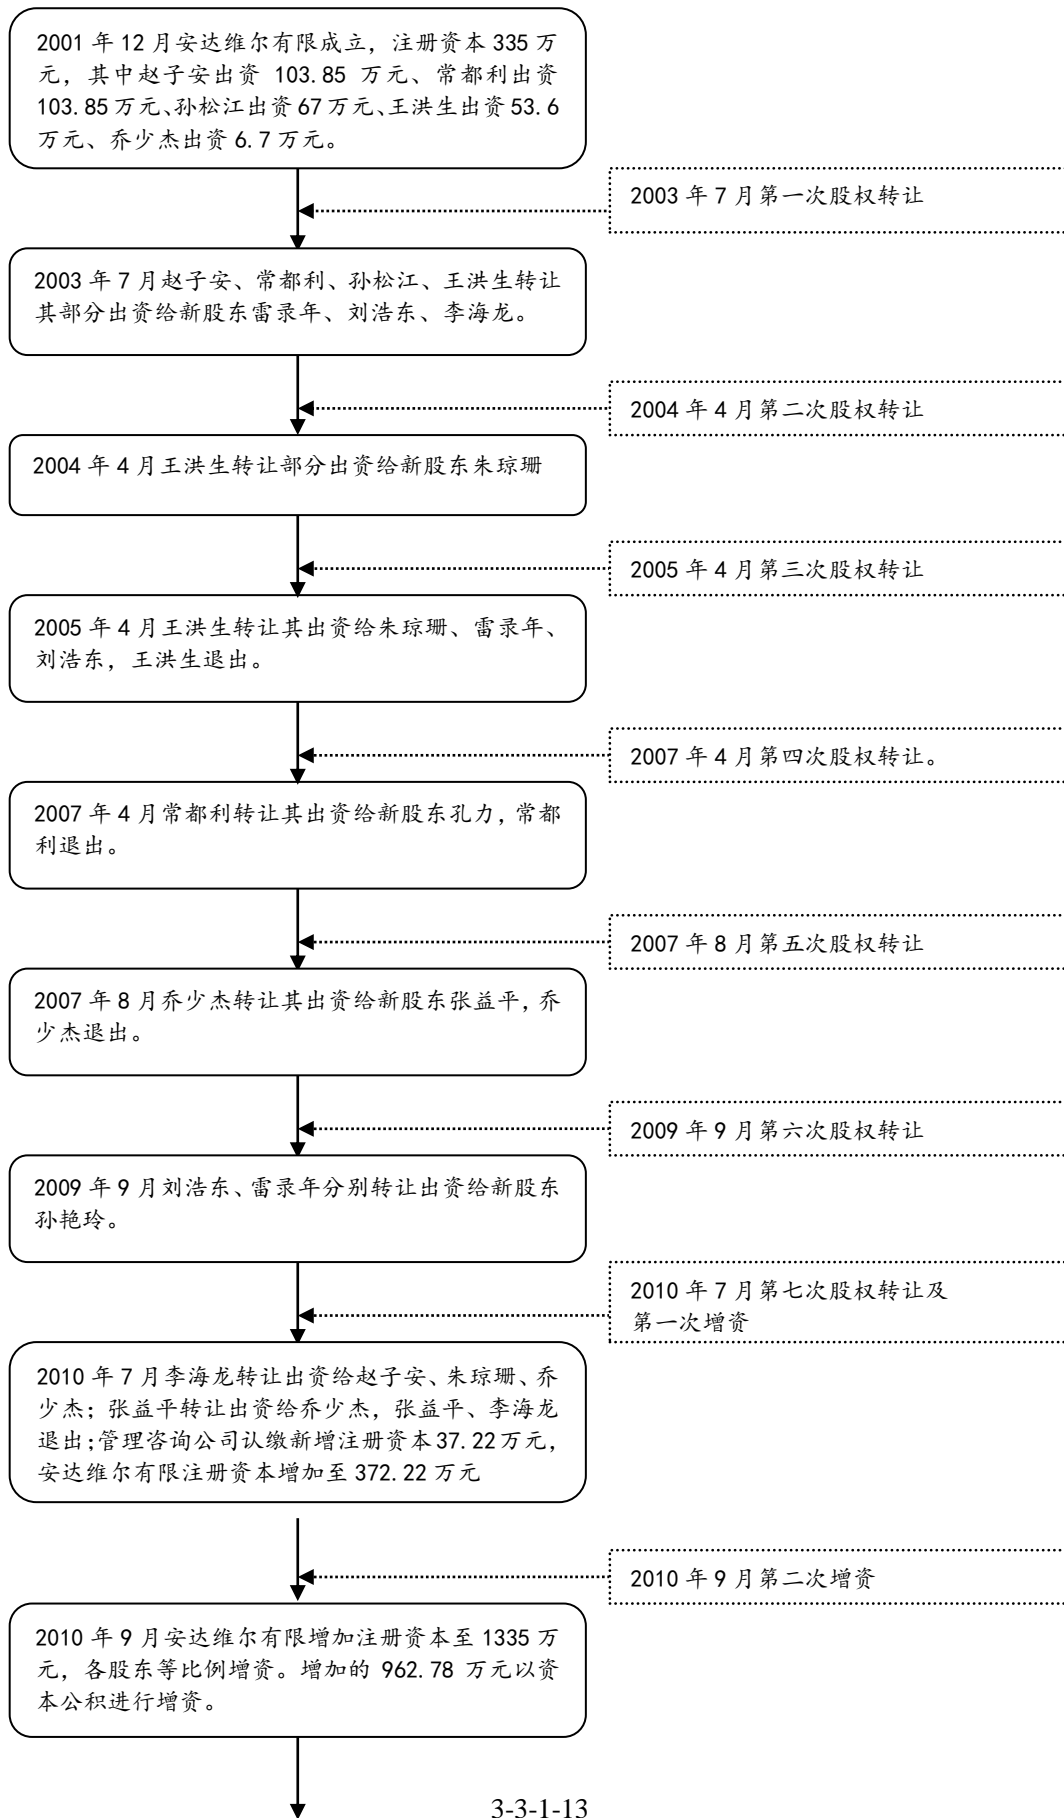 2001 年 12 月安达维尔有限成立，注册资本 335 万
元，其中赵子安出资 103.85 万元、常都利出资
103.85 万元、孙松江出资 67 万元、王洪生出资 53.6
万元、乔少杰出资 6.7 万元。
2003 年 7 月第一次股权转让
2003 年 7 月赵子安、常都利、孙松江、王洪生转让
其部分出资给新股东雷录年、刘浩东、李海龙。
2004 年 4 月第二次股权转让
2004 年 4 月王洪生转让部分出资给新股东朱琼珊
2005 年 4 月第三次股权转让
2005 年 4 月王洪生转让其出资给朱琼珊、雷录年、
刘浩东，王洪生退出。
2007 年 4 月第四次股权转让。
2007 年 4 月常都利转让其出资给新股东孔力，常都
利退出。
2007 年 8 月第五次股权转让
2007 年 8 月乔少杰转让其出资给新股东张益平，乔
少杰退出。
2009 年 9 月第六次股权转让
2009 年 9 月刘浩东、雷录年分别转让出资给新股东
孙艳玲。
2010 年 7 月第七次股权转让及
第一次增资
2010 年 7 月李海龙转让出资给赵子安、朱琼珊、乔
少杰；张益平转让出资给乔少杰，张益平、李海龙
退出；管理咨询公司认缴新增注册资本 37.22 万元，
安达维尔有限注册资本增加至 372.22 万元
2010 年 9 月第二次增资
2010 年 9 月安达维尔有限增加注册资本至 1335 万
元，各股东等比例增资。增加的 962.78 万元以资
本公积进行增资。
3-3-1-13